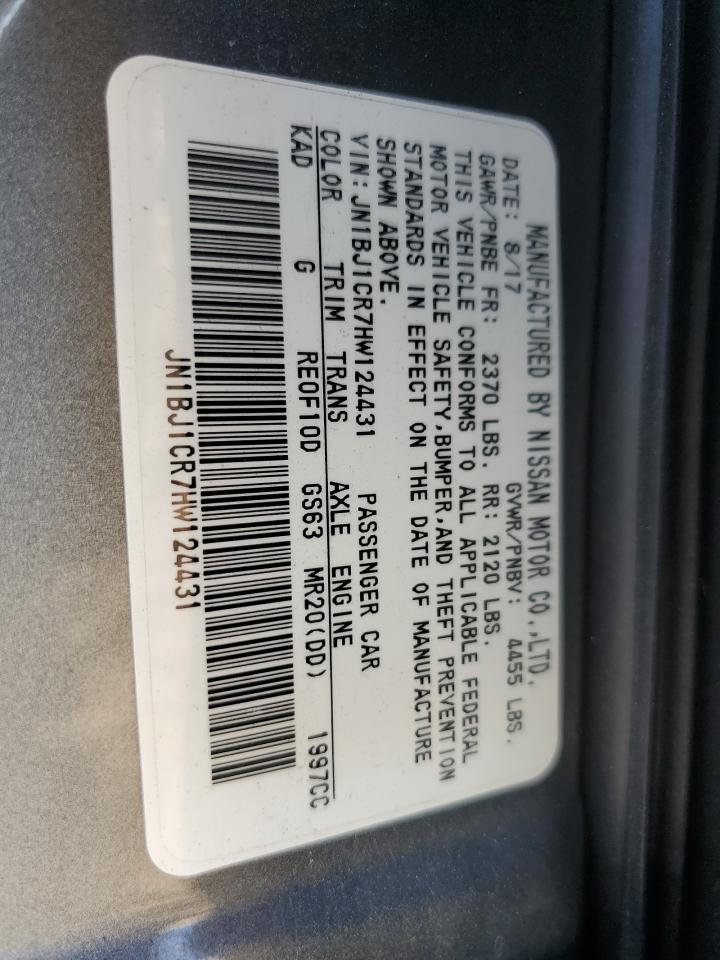 MANUFACTURED BY NISSAN MOTOR CO.,LTD.
DATE: 8/17 GVWR/PNBV: 4455 LBS.
GAWR/PNBE FR: 2370 LBS. RR: 2120 LBS.
THIS VEHICLE CONFORMS TO ALL APPLICABLE FEDERAL
MOTOR VEHICLE SAFETY,BUMPER,AND THEFT PREVENTION
STANDARDS IN EFFECT ON THE DATE OF MANUFACTURE
SHOWN ABOVE.
VIN:JN1BJ1CR7HW124431 PASSENGER CAR
COLOR TRIM TRANS AXLE ENGINE
KAD G RE0F10D GS63 MR20(DD) 1997CC
JN1BJ1CR7HW124431